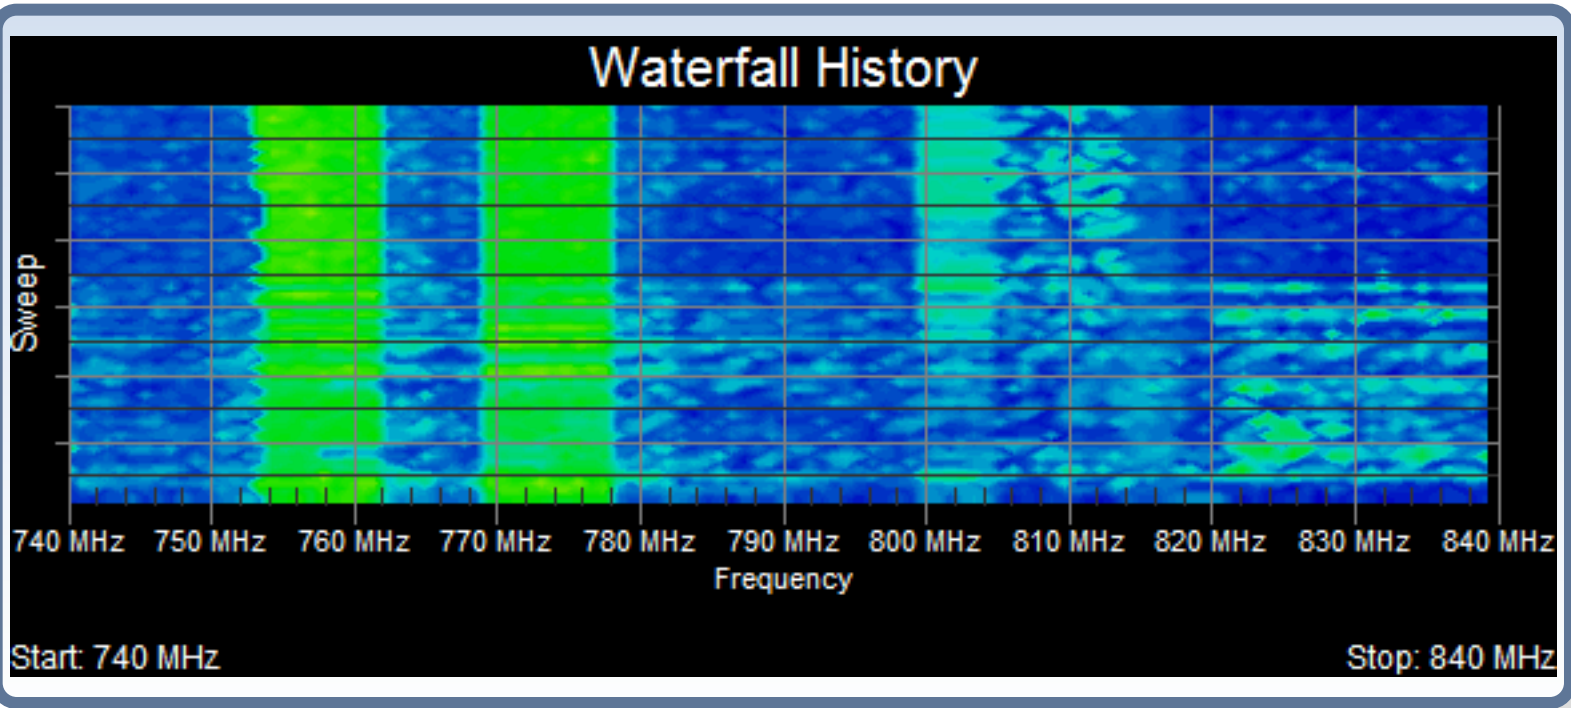 Waterfall History
Sweep
740 MHz 750 MHz 760 MHz 770 MHz 780 MHz 790 MHz 800 MHz 810 MHz 820 MHz 830 MHz 840 MHz
Frequency
Start: 740 MHz Stop: 840 MHz